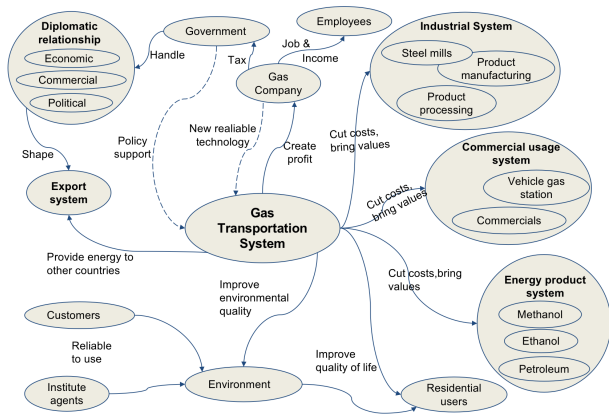 Diplomatic
relationship
Economic
Commercial
Political
Handle
Government
Tax
Job &
Income
Employees
Gas
Company
Industrial System
Steel mills
Product
manufacturing
Product
processing
Policy
support
New realiable
technology
Create
profit
Cut costs,
bring values
Shape
Export
system
Commercial usage
system
Vehicle gas
station
Commercials
Cut costs,
bring values
Gas
Transportation
System
Provide energy to
other countries
Improve
environmental
quality
Cut costs,bring
values
Energy product
system
Methanol
Ethanol
Petroleum
Customers
Reliable
to use
Institute
agents
Environment
Improve
quality of life
Residential
users